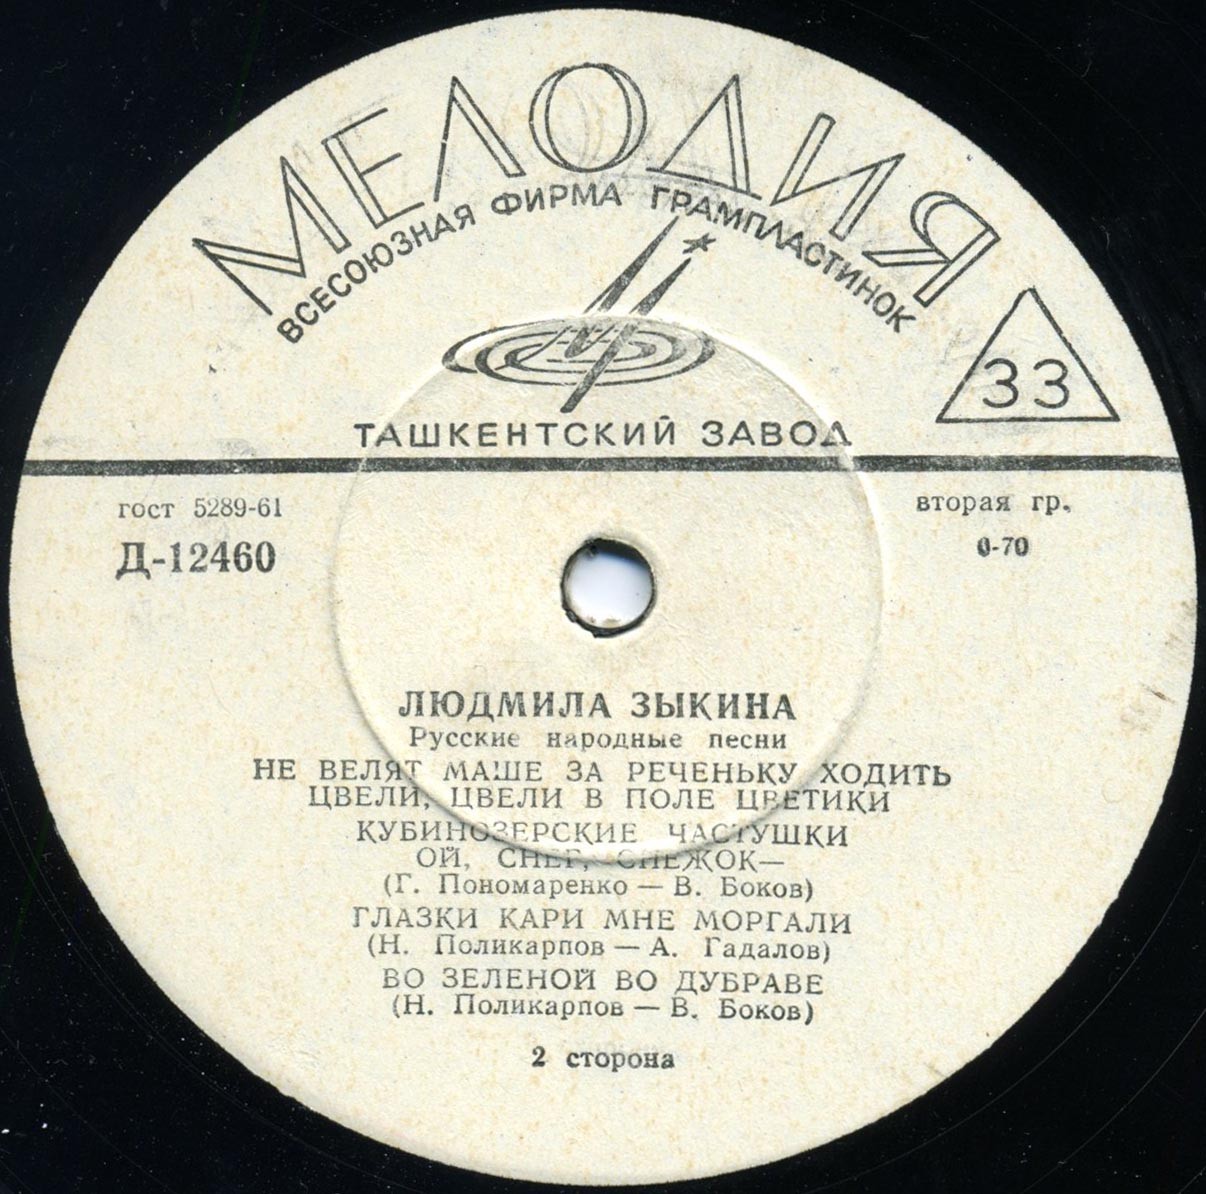 МЕЛОДИЯ
ВСЕСОЮЗНАЯ ФИРМА ГРАМПЛАСТИНОК
33
ТАШКЕНТСКИЙ ЗАВОД
гост 5289-61
вторая гр.
Д-12460
0-70
ЛЮДМИЛА ЗЫКИНА
Русские народные песни
НЕ ВЕЛЯТ МАШЕ ЗА РЕЧЕНЬКУ ХОДИТЬ
ЦВЕЛИ, ЦВЕЛИ В ПОЛЕ ЦВЕТИКИ
КУБИНОЗЕРСКИЕ ЧАСТУШКИ
ОЙ, СНЕГ, СНЕЖОК—
(Г. Пономаренко — В. Боков)
ГЛАЗКИ КАРИ МНЕ МОРГАЛИ
(Н. Поликарпов — А. Гадалов)
ВО ЗЕЛЕНОЙ ВО ДУБРАВЕ
(Н. Поликарпов — В. Боков)
2 сторона